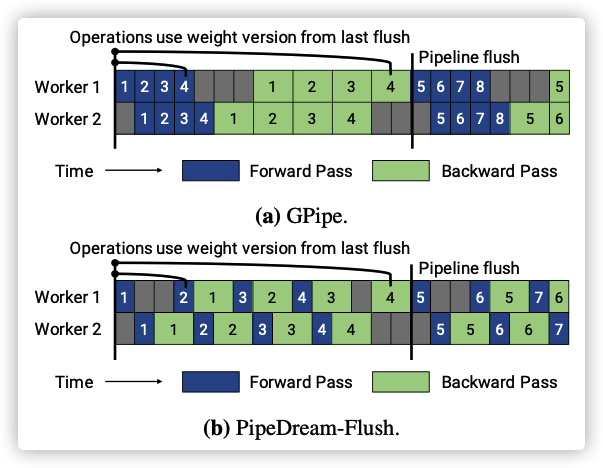 Operations use weight version from last flush
Pipeline flush
Worker 1 1 2 3 4 1 2 3 4 5 6 7 8 5
Worker 2 1 2 3 4 1 2 3 4 5 6 7 8 5 6
Time Forward Pass Backward Pass
(a) GPipe.
Operations use weight version from last flush
Pipeline flush
Worker 1 1 2 1 3 2 4 3 4 5 6 5 7 6
Worker 2 1 1 2 2 3 3 4 4 5 5 6 6 7
Time Forward Pass Backward Pass
(b) PipeDream-Flush.